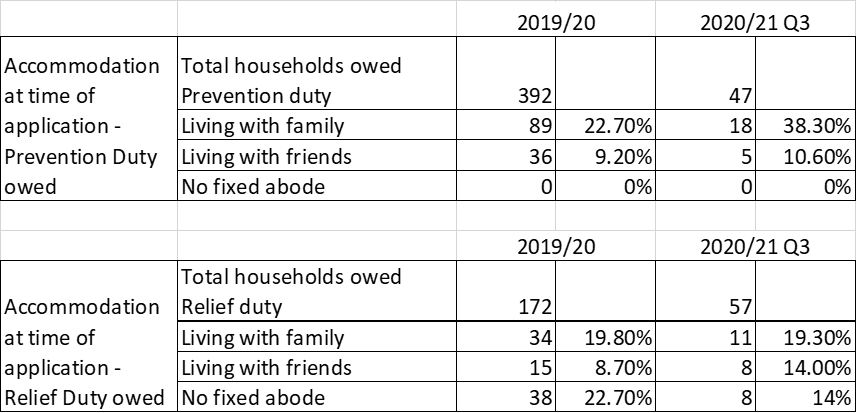 2019/20 2020/21 Q3
Accommodation at time of application - Prevention Duty owed
Total households owed Prevention duty 392 47
Living with family 89 22.70% 18 38.30%
Living with friends 36 9.20% 5 10.60%
No fixed abode 0 0% 0 0%
2019/20 2020/21 Q3
Accommodation at time of application - Relief Duty owed
Total households owed Relief duty 172 57
Living with family 34 19.80% 11 19.30%
Living with friends 15 8.70% 8 14.00%
No fixed abode 38 22.70% 8 14%